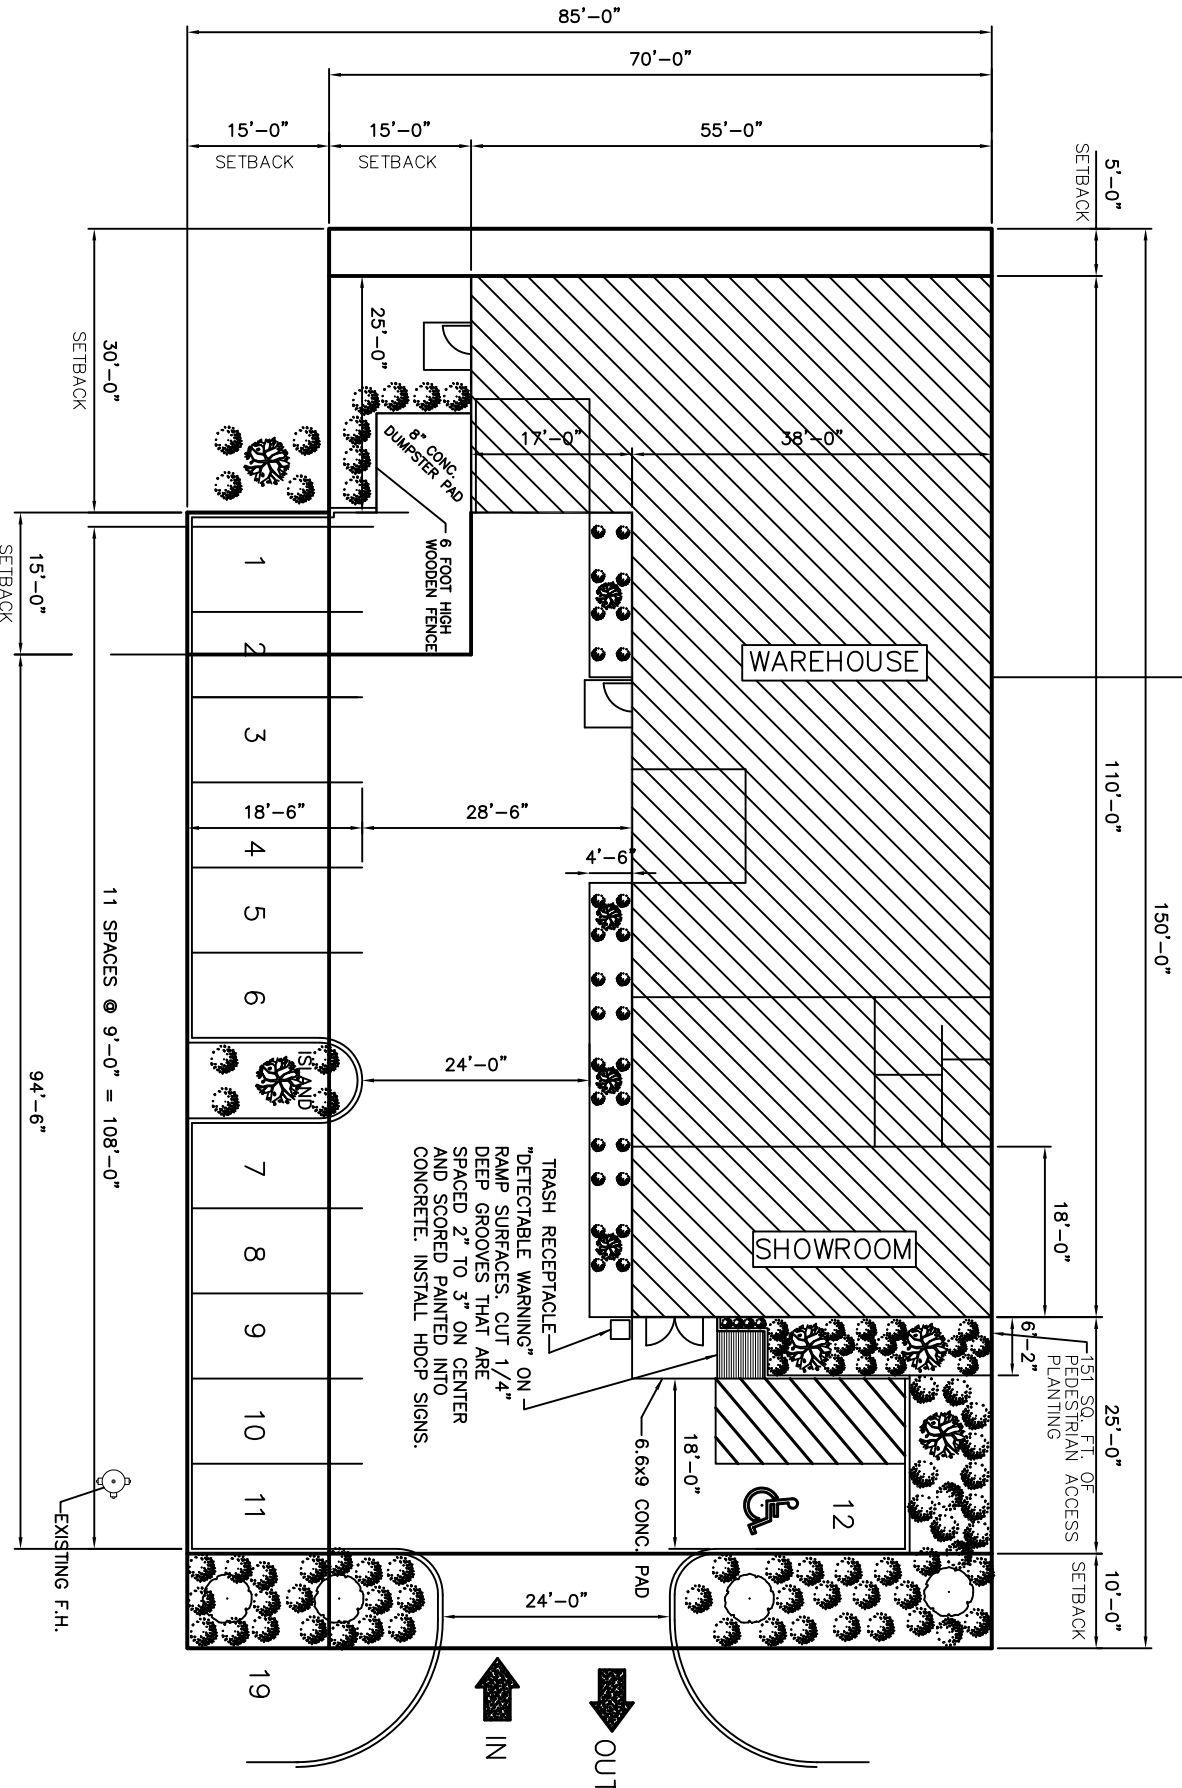 85'-0"
70'-0"
15'-0"
SETBACK
15'-0"
SETBACK
55'-0"
5'-0"
SETBACK
30'-0"
SETBACK
25'-0"
8" CONC.
DUMPSTER PAD
17'-0"
38'-0"
6 FOOT HIGH
WOODEN FENCE
15'-0"
SETBACK
1
2
3
4
5
6
WAREHOUSE
110'-0"
150'-0"
18'-6"
28'-6"
4'-6"
11 SPACES @ 9'-0" = 108'-0"
94'-6"
ISLAND
24'-0"
7
8
9
10
11
TRASH RECEPTACLE
"DETECTABLE WARNING" ON
RAMP SURFACES. CUT 1/4"
DEEP GROOVES THAT ARE
SPACED 2" TO 3" ON CENTER
AND SCORED PAINTED INTO
CONCRETE. INSTALL HDCP SIGNS.
18'-0"
SHOWROOM
6'-2"
151 SQ. FT. OF
PEDESTRIAN ACCESS
PLANTING
25'-0"
18'-0"
6.6x9 CONC. PAD
12
10'-0"
SETBACK
24'-0"
EXISTING F.H.
19
IN
OUT